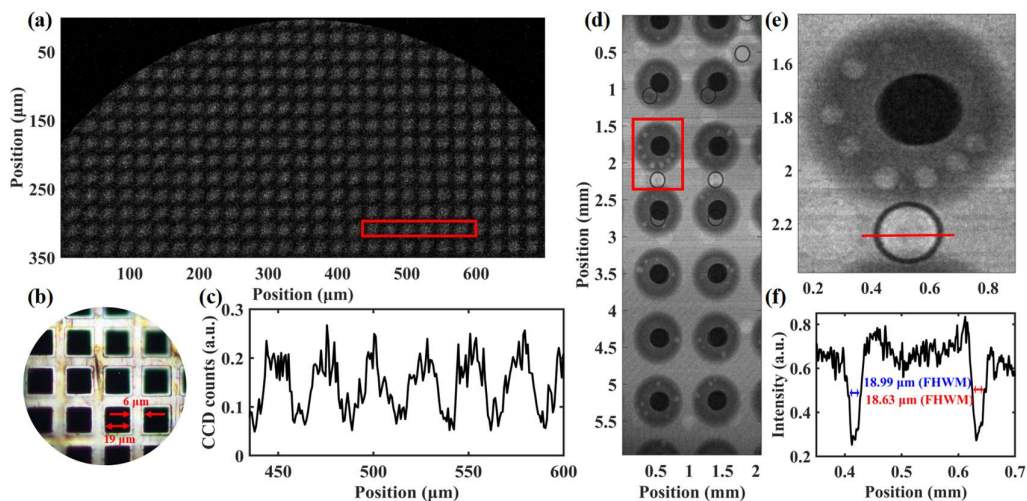 (a)
50
150
250
350
Position (μm)
100 200 300 400 500 600
Position (μm)
(b)
6 μm
19 μm
(c)
0.3
0.2
0.1
0
CCD counts (a.u.)
450 500 550 600
Position (μm)
(d)
0.5
1
1.5
2
2.5
3
3.5
4
4.5
5
5.5
Position (mm)
0.5 1 1.5 2
Position (mm)
(e)
1.6
1.8
2
2.2
0.2 0.4 0.6 0.8
(f)
0.8
0.6
0.4
0.2
Intensity (a.u.)
18.99 μm (FHWM)
18.63 μm (FHWM)
0.4 0.5 0.6 0.7
Position (mm)